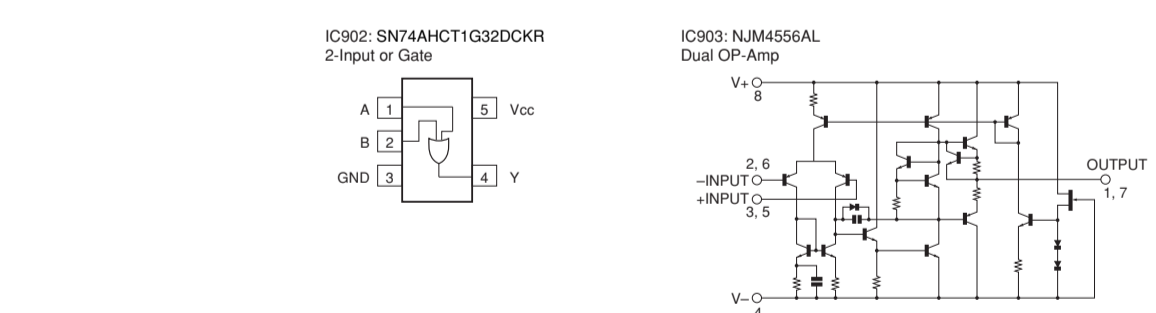 IC902: SN74AHCT1G32DCKR
2-Input or Gate
A 1
5 Vcc
B 2
GND 3
4 Y
IC903: NJM4556AL
Dual OP-Amp
V+
8
2, 6
–INPUT
+INPUT
3, 5
OUTPUT
1, 7
V–
4